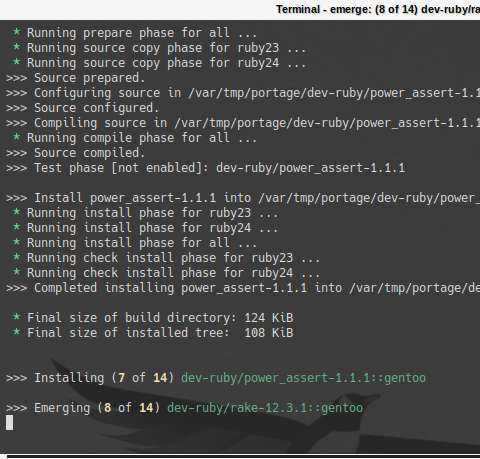 Terminal - emerge: (8 of 14) dev-ruby/ra
* Running prepare phase for all ...
* Running source copy phase for ruby23 ...
* Running source copy phase for ruby24 ...
>>> Source prepared.
>>> Configuring source in /var/tmp/portage/dev-ruby/power_assert-1.1
>>> Source configured.
>>> Compiling source in /var/tmp/portage/dev-ruby/power_assert-1.1.1
* Running compile phase for all ...
>>> Source compiled.
>>> Test phase [not enabled]: dev-ruby/power_assert-1.1.1
>>> Install power_assert-1.1.1 into /var/tmp/portage/dev-ruby/power_
* Running install phase for ruby23 ...
* Running install phase for ruby24 ...
* Running install phase for all ...
* Running check install phase for ruby23 ...
* Running check install phase for ruby24 ...
>>> Completed installing power_assert-1.1.1 into /var/tmp/portage/de
* Final size of build directory: 124 KiB
* Final size of installed tree:  108 KiB
>>> Installing (7 of 14) dev-ruby/power_assert-1.1.1::gentoo
>>> Emerging (8 of 14) dev-ruby/rake-12.3.1::gentoo